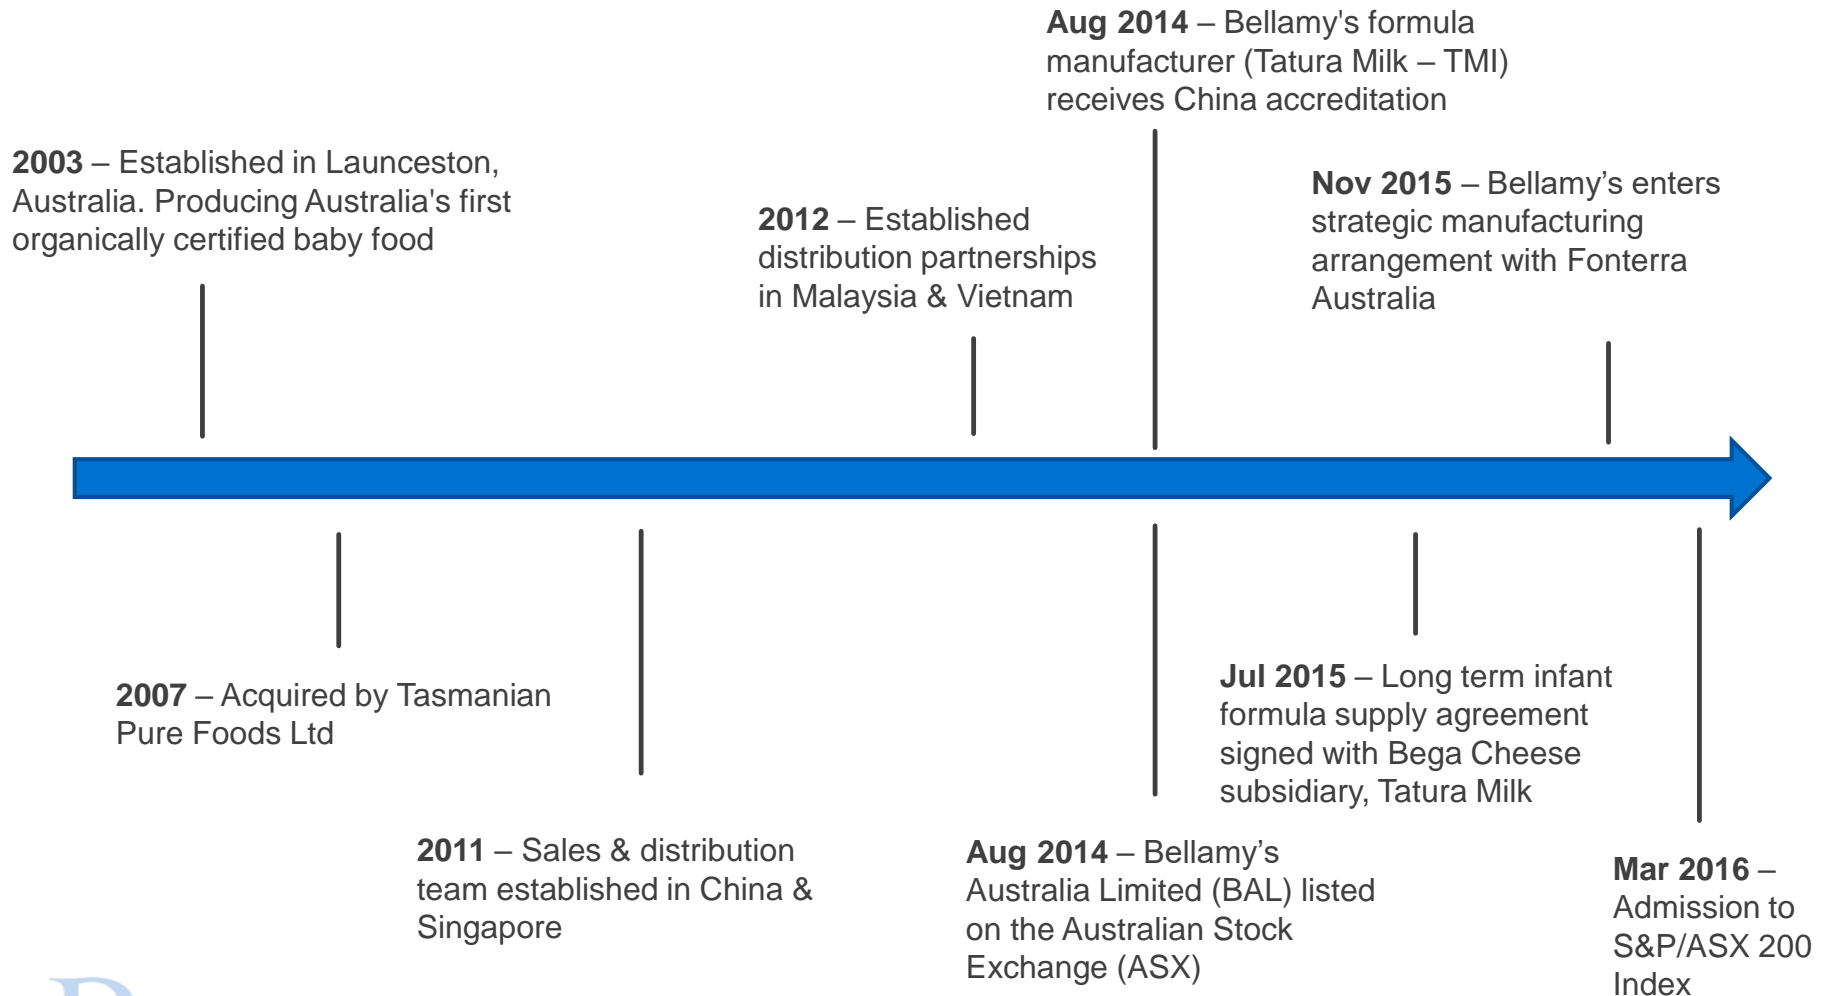 Aug 2014 – Bellamy's formula
manufacturer (Tatura Milk – TMI)
receives China accreditation
2003 – Established in Launceston,
Australia. Producing Australia's first
organically certified baby food
Nov 2015 – Bellamy’s enters
strategic manufacturing
arrangement with Fonterra
Australia
2012 – Established
distribution partnerships
in Malaysia & Vietnam
2007 – Acquired by Tasmanian
Pure Foods Ltd
Jul 2015 – Long term infant
formula supply agreement
signed with Bega Cheese
subsidiary, Tatura Milk
2011 – Sales & distribution
team established in China &
Singapore
Aug 2014 – Bellamy’s
Australia Limited (BAL) listed
on the Australian Stock
Exchange (ASX)
Mar 2016 –
Admission to
S&P/ASX 200
Index